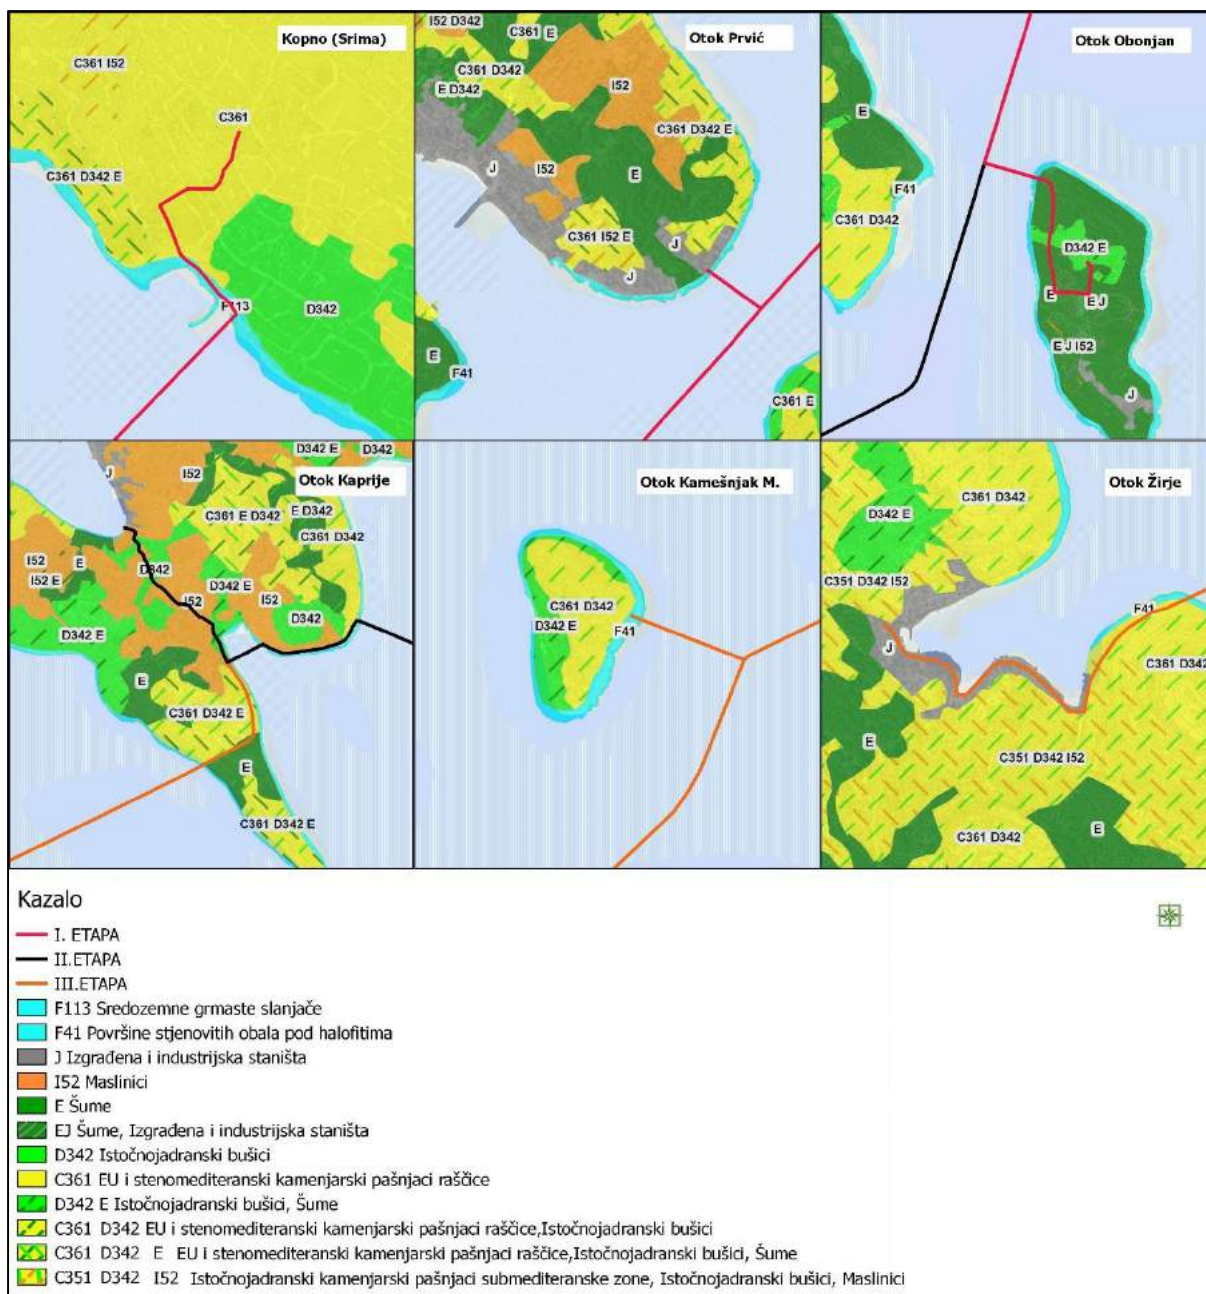 Kopno (Srima)
C361 I52
C361
C361 D342 E
F113
D342
Otok Prvić
I52 D342
C361 E
C361 D342
E D342
I52
C361 D342 E
J
I52
E
C361 I52 E
J
J
E
F41
C361 E
Otok Obonjan
E
F41
C361 D342
D342 E
E
E J
E J I52
J
Otok Kaprije
J
I52
D342 E
D342
C361 E D342
E D342
C361 D342
I52
E
I52 E
D342
D342 E
I52
I52
D342
D342 E
E
C361 D342 E
E
C361 D342 E
Otok Kamešnjak M.
C361 D342
D342 E
F41
Otok Žirje
C361 D342
D342 E
C351 D342 I52
F41
J
C361 D342
E
C351 D342 I52
C361 D342
E
Kazalo
I. ETAPA
II.ETAPA
III.ETAPA
F113 Sredozemne grmaste slanjače
F41 Površine stjenovitih obala pod halofitima
J Izgrađena i industrijska staništa
I52 Maslinici
E Šume
EJ Šume, Izgrađena i industrijska staništa
D342 Istočnojadranski bušici
C361 EU i stenomediteranski kamenjarski pašnjaci raščice
D342 E Istočnojadranski bušici, Šume
C361 D342 EU i stenomediteranski kamenjarski pašnjaci raščice,Istočnojadranski bušici
C361 D342 E EU i stenomediteranski kamenjarski pašnjaci raščice,Istočnojadranski bušici, Šume
C351 D342 I52 Istočnojadranski kamenjarski pašnjaci submediteranske zone, Istočnojadranski bušici, Maslinici